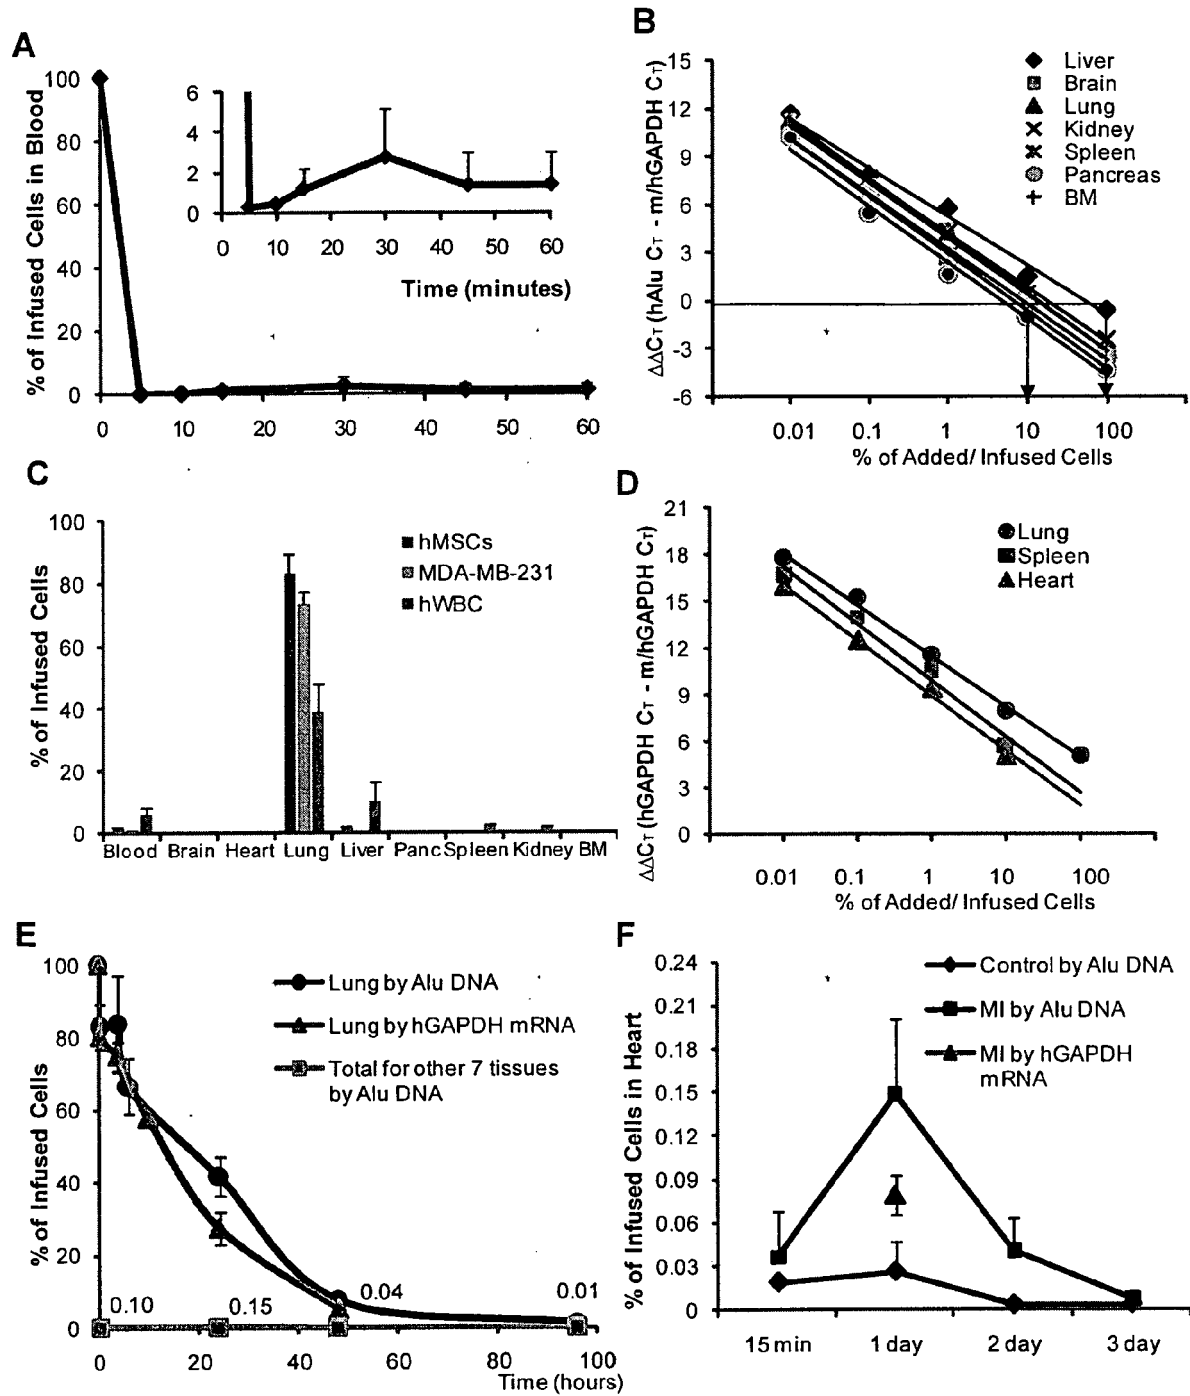 A
% of Infused Cells in Blood
100
80
60
40
20
0
0 10 20 30 40 50 60
6
4
2
0
0 10 20 30 40 50 60
Time (minutes)
B
ΔΔCT (hAlu CT - m/hGAPDH CT)
15
12
9
6
3
0
-3
-6
0.01 0.1 1 10 100
% of Added/ Infused Cells
Liver
Brain
Lung
Kidney
Spleen
Pancreas
BM
C
% of Infused Cells
100
80
60
40
20
0
hMSCs
MDA-MB-231
hWBC
Blood Brain Heart Lung Liver Panc Spleen Kidney BM
D
ΔΔCT (hGAPDH CT - m/hGAPDH CT)
21
18
15
12
9
6
3
0
0.01 0.1 1 10 100
% of Added/ Infused Cells
Lung
Spleen
Heart
E
% of Infused Cells
100
80
60
40
20
0
Lung by Alu DNA
Lung by hGAPDH mRNA
Total for other 7 tissues
by Alu DNA
0.10 0.15 0.04 0.01
0 20 40 60 80 100
Time (hours)
F
% of Infused Cells in Heart
0.24
0.21
0.18
0.15
0.12
0.09
0.06
0.03
0
Control by Alu DNA
MI by Alu DNA
MI by hGAPDH
mRNA
15 min 1 day 2 day 3 day